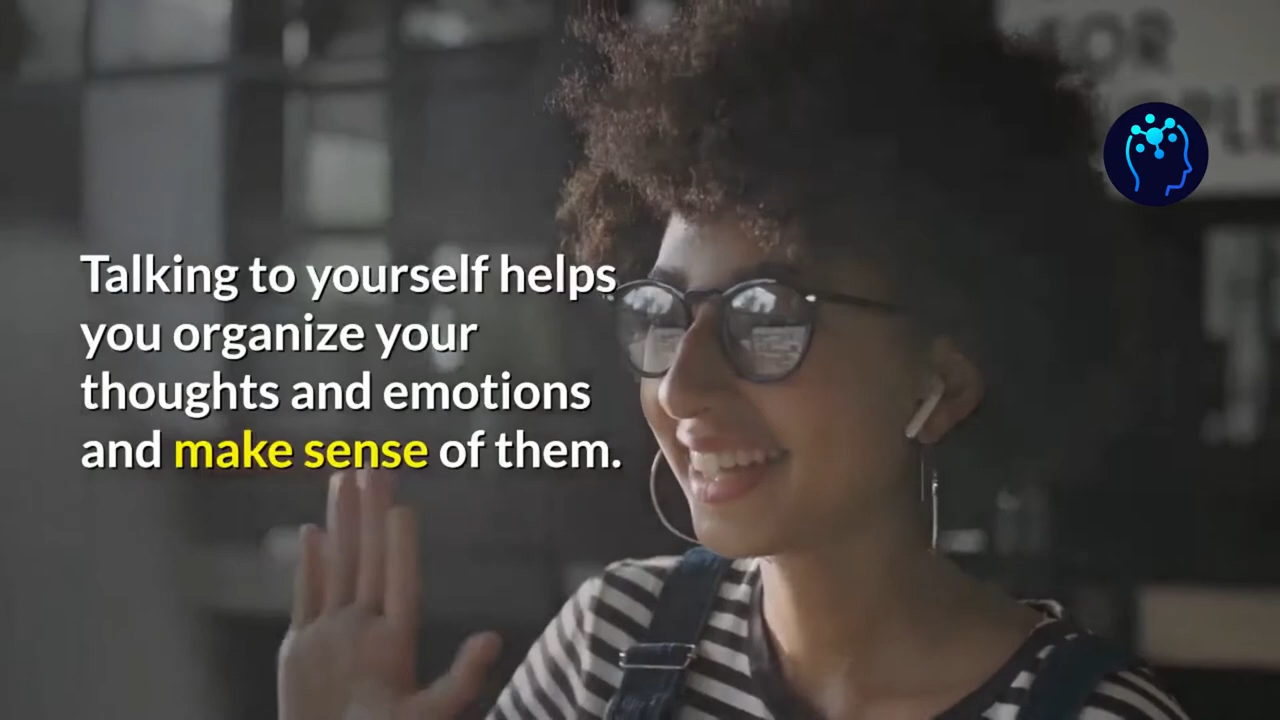 Talking to yourself helps
you organize your
thoughts and emotions
and make sense of them.